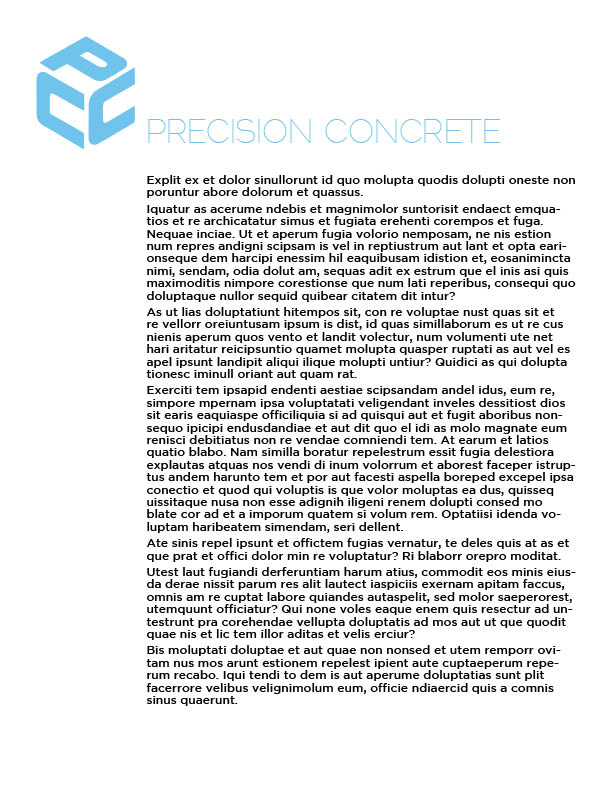 PCC
PRECISION CONCRETE
Explit ex et dolor sinullorunt id quo molupta quodis dolupti oneste non
poruntur abore dolorum et quassus.
Iquatur as acerume ndebis et magnimolor suntorisit endaect emqua-
tios et re archicatatur simus et fugiata erehenti corempos et fuga.
Nequae inciae. Ut et aperum fugia volorio nemposam, ne nis estion
num repres andigni scipsam is vel in reptiustrum aut lant et opta eari-
onseque dem harcipi enessim hil eaquibusam idistion et, eosanimincta
nimi, sendam, odia dolut am, sequas adit ex estrum que el inis asi quis
maximoditis nimpore corestionse que num lati reperibus, consequi quo
doluptaque nullor sequid quibear citatem dit intur?
As ut lias doluptatiunt hitempos sit, con re voluptae nust quas sit et
re vellorr oreiuntusam ipsum is dist, id quas simillaborum es ut re cus
nienis aperum quos vento et landit volectur, num volumenti ute net
hari aritatur reicipsuntio quamet molupta quasper ruptati as aut vel es
apel ipsunt landipit aliqui ilique molupti untiur? Quidici as qui dolupta
tionesc iminull oriant aut quam rat.
Exerciti tem ipsapid endenti aestiae scipsandam andel idus, eum re,
simpore mpernam ipsa voluptatati veligendant inveles dessitiost dios
sit earis eaquiaspe officiliquia si ad quisqui aut et fugit aboribus non-
sequo ipicipi endusdandiae et aut dit quo el idi as molo magnate eum
renisci debitiatus non re vendae comniendi tem. At earum et latios
quatio blabo. Nam similla boratur repelestrum essit fugia delestiora
explautas atquas nos vendi di inum volorrum et aborest faceper istrup-
tus andem harunto tem et por aut facesti aspella boreped excepel ipsa
conectio et quod qui voluptis is que volor moluptas ea dus, quisseq
uissitaque nusa non esse adignih iligeni renem dolupti consed mo
blate cor ad et a imporum quatem si volum rem. Optatiisi idenda vo-
luptam haribeatem simendam, seri dellent.
Ate sinis repel ipsunt et offictem fugias vernatur, te deles quis at as et
que prat et offici dolor min re voluptatur? Ri blaborr orepro moditat.
Utest laut fugiandi derferuntiam harum atius, commodit eos minis eius-
da derae nissit parum res alit lautect iaspiciis exernam apitam faccus,
omnis am re cuptat labore quiandes autaspelit, sed molor saeperorest,
utemquunt officiatur? Qui none voles eaque enem quis resectur ad un-
testrunt pra corehendae vellupta doluptatis ad mos aut ut que quodit
quae nis et lic tem illor aditas et velis erciur?
Bis moluptati doluptae et aut quae non nonsed et utem remporr ovi-
tam nus mos arunt estionem repelest ipient aute cuptaeperum repe-
rum recabo. Iqui tendi to dem is aut aperume doluptatias sunt plit
facerrore velibus velignimolum eum, officie ndiaercid quis a comnis
sinus quaerunt.